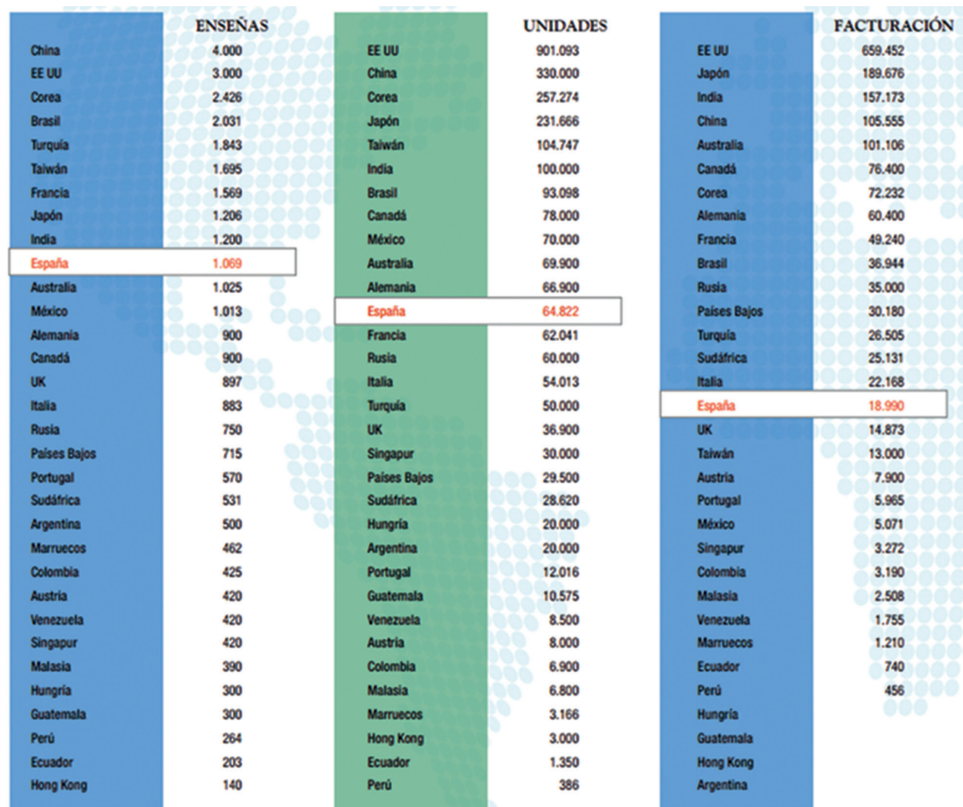 ENSEÑAS
China 4.000
EE UU 3.000
Corea 2.426
Brasil 2.031
Turquía 1.843
Taiwán 1.695
Francia 1.569
Japón 1.206
India 1.200
España 1.069
Australia 1.025
México 1.013
Alemania 900
Canadá 900
UK 897
Italia 883
Rusia 750
Países Bajos 715
Portugal 570
Sudáfrica 531
Argentina 500
Marruecos 462
Colombia 425
Austria 420
Venezuela 420
Singapur 420
Malasia 390
Hungría 300
Guatemala 300
Perú 264
Ecuador 203
Hong Kong 140
UNIDADES
EE UU 901.093
China 330.000
Corea 257.274
Japón 231.666
Taiwán 104.747
India 100.000
Brasil 93.098
Canadá 78.000
México 70.000
Australia 69.900
Alemania 66.900
España 64.822
Francia 62.041
Rusia 60.000
Italia 54.013
Turquía 50.000
UK 36.900
Singapur 30.000
Países Bajos 29.500
Sudáfrica 28.620
Hungría 20.000
Argentina 20.000
Portugal 12.016
Guatemala 10.575
Venezuela 8.500
Austria 8.000
Colombia 6.900
Malasia 6.800
Marruecos 3.166
Hong Kong 3.000
Ecuador 1.350
Perú 386
FACTURACIÓN
EE UU 659.452
Japón 189.676
India 157.173
China 105.555
Australia 101.106
Canadá 76.400
Corea 72.232
Alemania 60.400
Francia 49.240
Brasil 36.944
Rusia 35.000
Países Bajos 30.180
Turquía 26.505
Sudáfrica 25.131
Italia 22.168
España 18.990
UK 14.873
Taiwán 13.000
Austria 7.900
Portugal 5.965
México 5.071
Singapur 3.272
Colombia 3.190
Malasia 2.508
Venezuela 1.755
Marruecos 1.210
Ecuador 740
Perú 456
Hungría
Guatemala
Hong Kong
Argentina